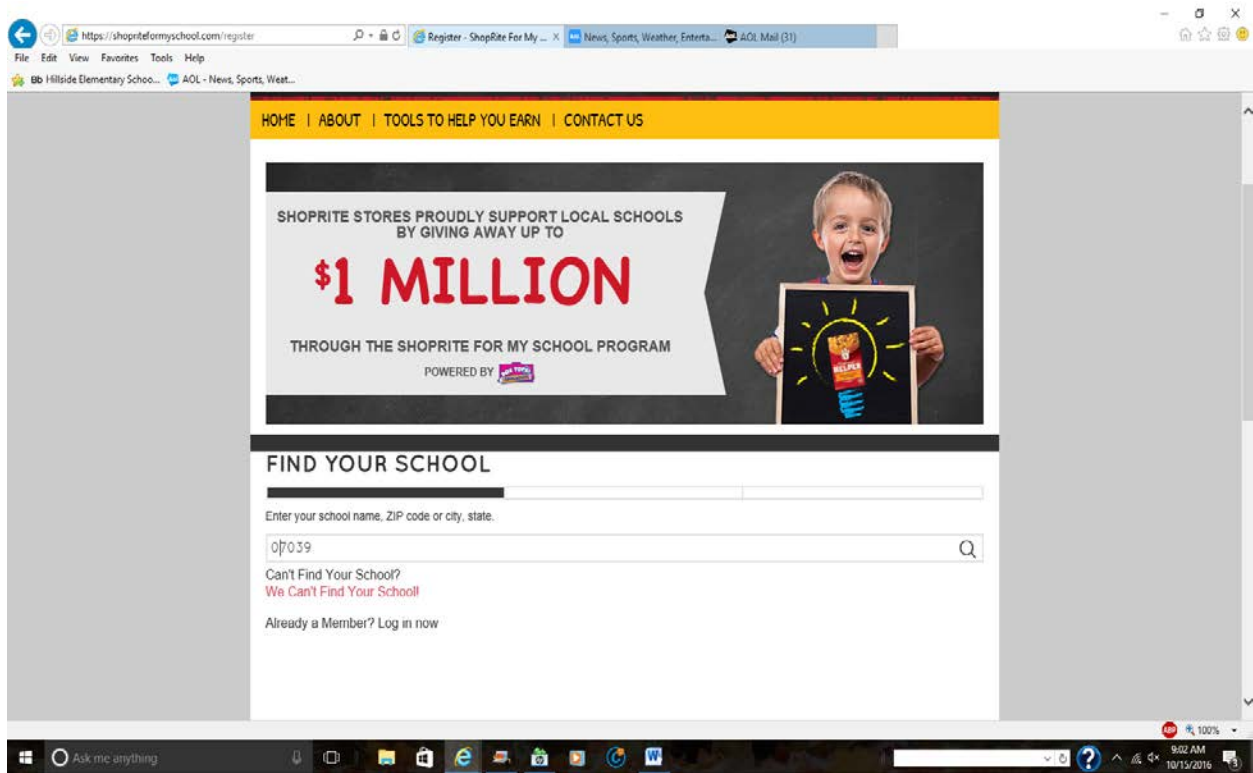 https://shopriteformyschool.com/register
Register - ShopRite For My ...
News, Sports, Weather, Enterta...
AOL Mail (31)
File Edit View Favorites Tools Help
Bb Hillside Elementary Schoo...
AOL - News, Sports, Weat...
HOME | ABOUT | TOOLS TO HELP YOU EARN | CONTACT US
SHOPRITE STORES PROUDLY SUPPORT LOCAL SCHOOLS
BY GIVING AWAY UP TO
$1 MILLION
THROUGH THE SHOPRITE FOR MY SCHOOL PROGRAM
POWERED BY
HELPER
FIND YOUR SCHOOL
Enter your school name, ZIP code or city, state.
07039
Can't Find Your School?
We Can't Find Your School!
Already a Member? Log in now
ABP
100%
Ask me anything
9:02 AM
10/15/2016